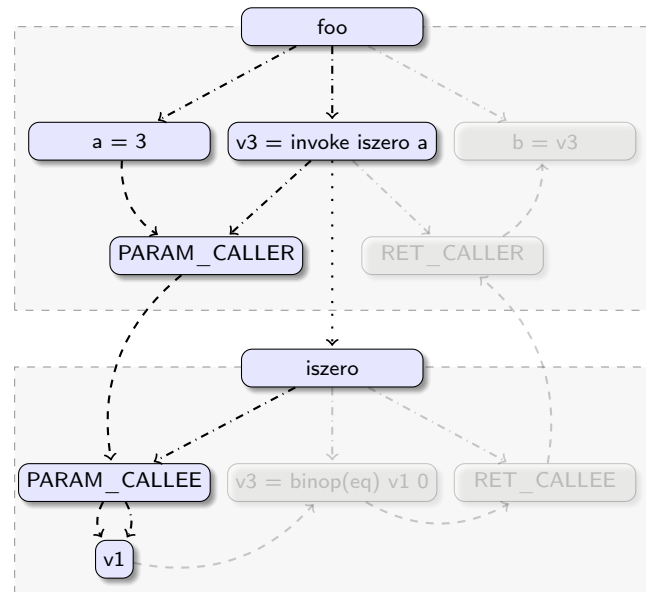 foo
a = 3
v3 = invoke iszero a
b = v3
PARAM_CALLER
RET_CALLER
iszero
PARAM_CALLEE
v3 = binop(eq) v1 0
RET_CALLEE
v1